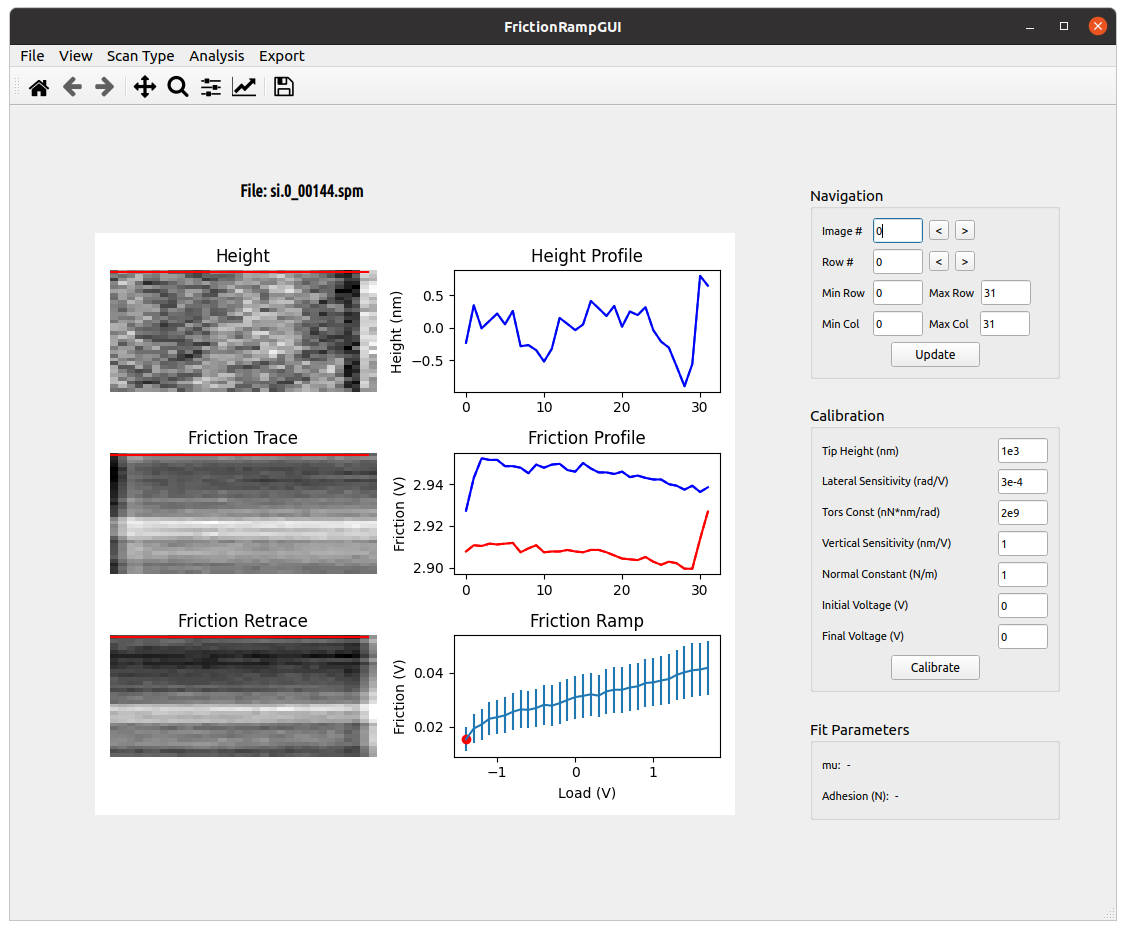 FrictionRampGUI
File View Scan Type Analysis Export
File: si.0_00144.spm
Height
0.5
0.0
−0.5
Height (nm)
Height Profile
0 10 20 30
Friction Trace
2.94
2.92
2.90
Friction (V)
Friction Profile
0 10 20 30
Friction Retrace
0.04
0.02
Friction (V)
Friction Ramp
−1 0 1
Load (V)
Navigation
Image # 0 < >
Row # 0 < >
Min Row 0 Max Row 31
Min Col 0 Max Col 31
Update
Calibration
Tip Height (nm) 1e3
Lateral Sensitivity (rad/V) 3e-4
Tors Const (nN*nm/rad) 2e9
Vertical Sensitivity (nm/V) 1
Normal Constant (N/m) 1
Initial Voltage (V) 0
Final Voltage (V) 0
Calibrate
Fit Parameters
mu: -
Adhesion (N): -